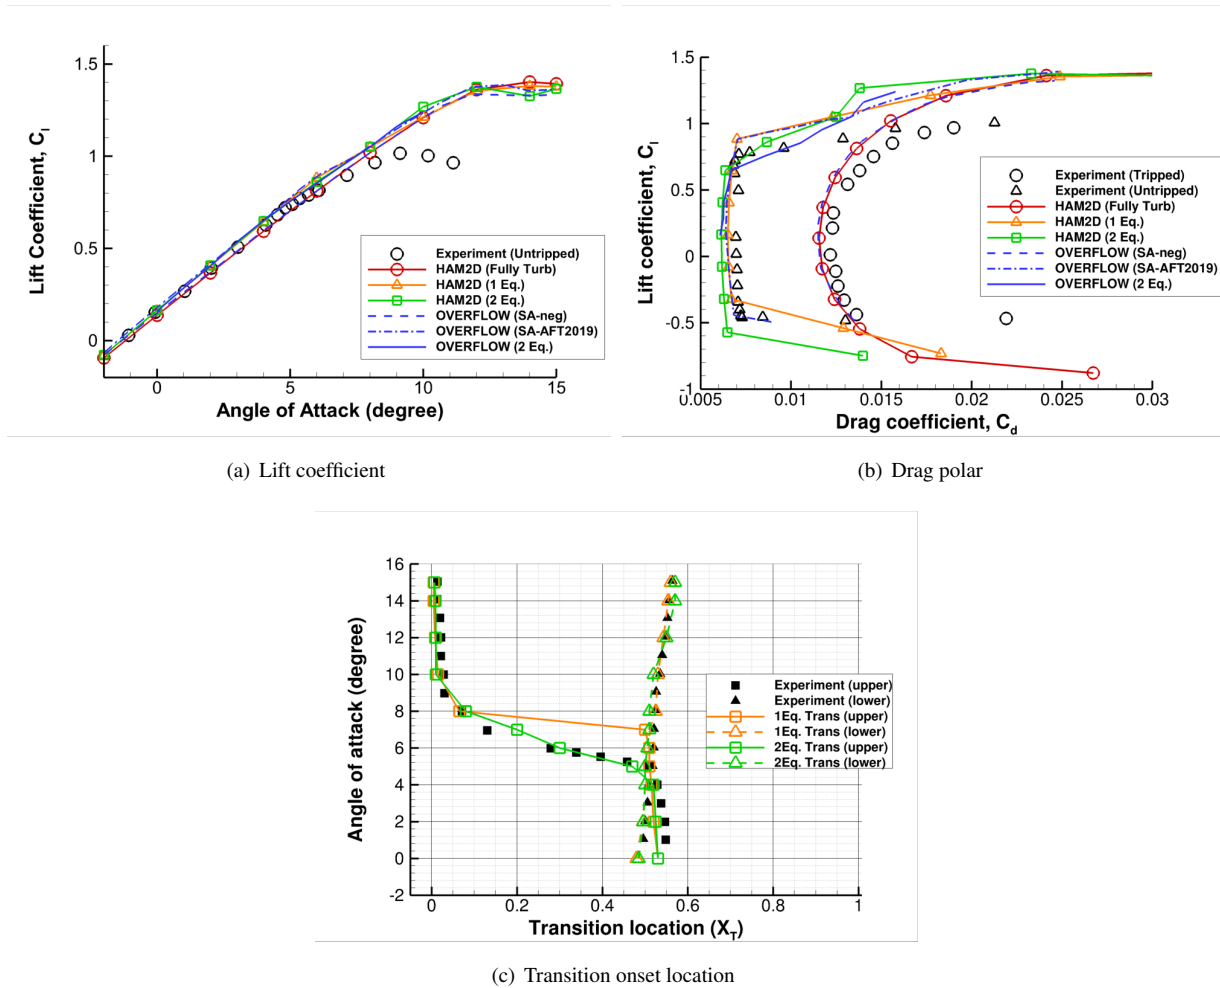 1.5
1
0.5
0
0
5
10
15
Lift Coefficient, Cl
Angle of Attack (degree)
Experiment (Untripped)
HAM2D (Fully Turb)
HAM2D (1 Eq.)
HAM2D (2 Eq.)
OVERFLOW (SA-neg)
OVERFLOW (SA-AFT2019)
OVERFLOW (2 Eq.)
(a) Lift coefficient
1.5
1
0.5
0
-0.5
-1
0.005
0.01
0.015
0.02
0.025
0.03
Lift coefficient, Cl
Drag coefficient, Cd
Experiment (Tripped)
Experiment (Untripped)
HAM2D (Fully Turb)
HAM2D (1 Eq.)
HAM2D (2 Eq.)
OVERFLOW (SA-neg)
OVERFLOW (SA-AFT2019)
OVERFLOW (2 Eq.)
(b) Drag polar
16
14
12
10
8
6
4
2
0
-2
0
0.2
0.4
0.6
0.8
1
Angle of attack (degree)
Transition location (XT)
Experiment (upper)
Experiment (lower)
1Eq. Trans (upper)
1Eq. Trans (lower)
2Eq. Trans (upper)
2Eq. Trans (lower)
(c) Transition onset location